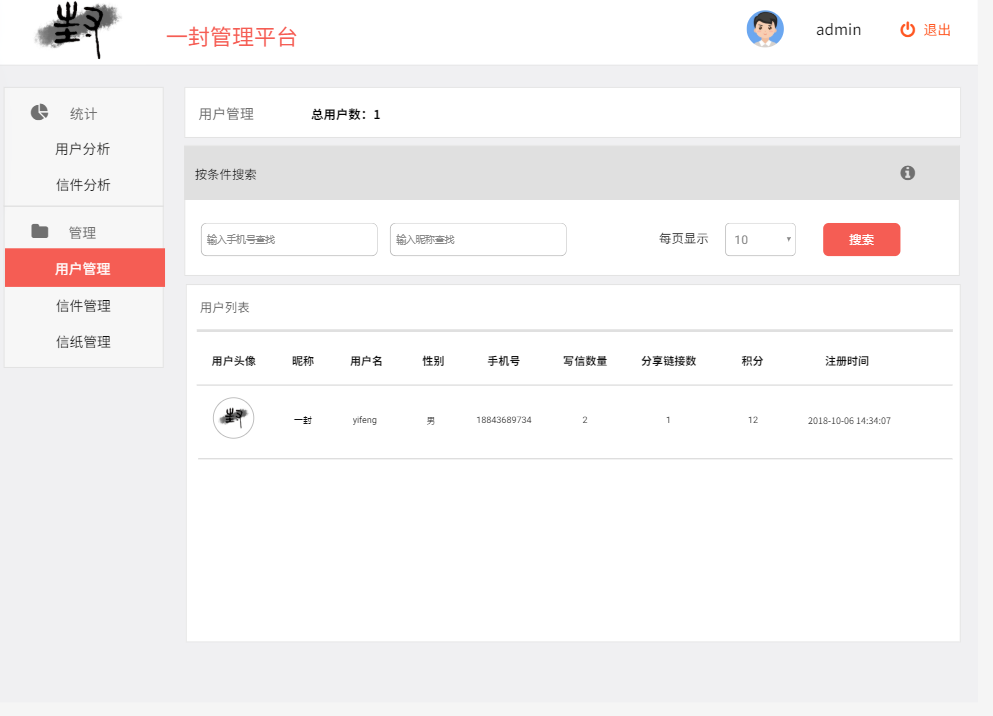 封
一封管理平台
admin
退出
统计
用户分析
信件分析
管理
用户管理
信件管理
信纸管理
用户管理 总用户数：1
按条件搜索
输入手机号查找 输入昵称查找 每页显示 10 搜索
用户列表
用户头像 昵称 用户名 性别 手机号 写信数量 分享链接数 积分 注册时间
封 一封 yifeng 男 18843689734 2 1 12 2018-10-06 14:34:07